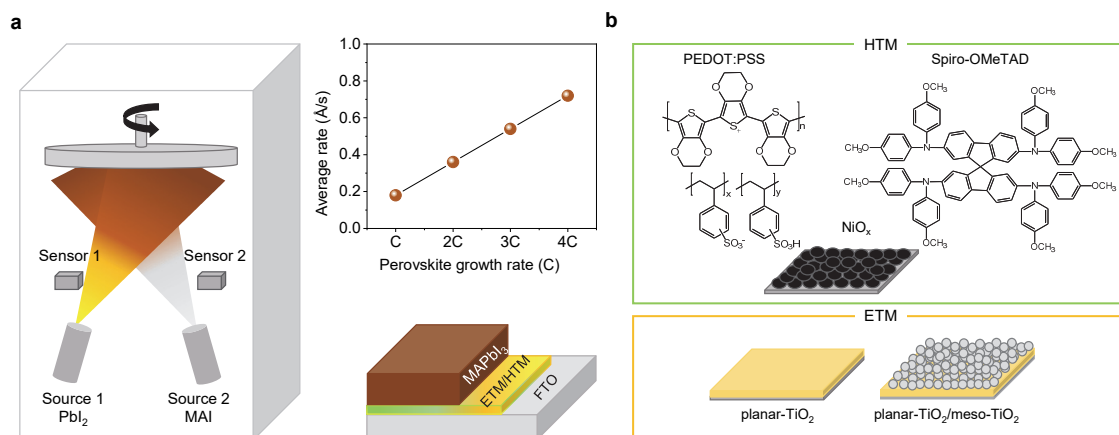 a
Sensor 1
Sensor 2
Source 1
PbI₂
Source 2
MAI
Average rate (Å/s)
1.0
0.8
0.6
0.4
0.2
0.0
C
2C
3C
4C
Perovskite growth rate (C)
MAPbI₃
ETM/HTM
FTO
b
HTM
PEDOT:PSS
O
O
O
O
O
O
S
S⁺
S
n
x
y
SO₃⁻
SO₃H
Spiro-OMeTAD
OCH₃
OCH₃
CH₃O
OCH₃
N
N
CH₃O
OCH₃
N
N
OCH₃
OCH₃
NiOₓ
ETM
planar-TiO₂
planar-TiO₂/meso-TiO₂